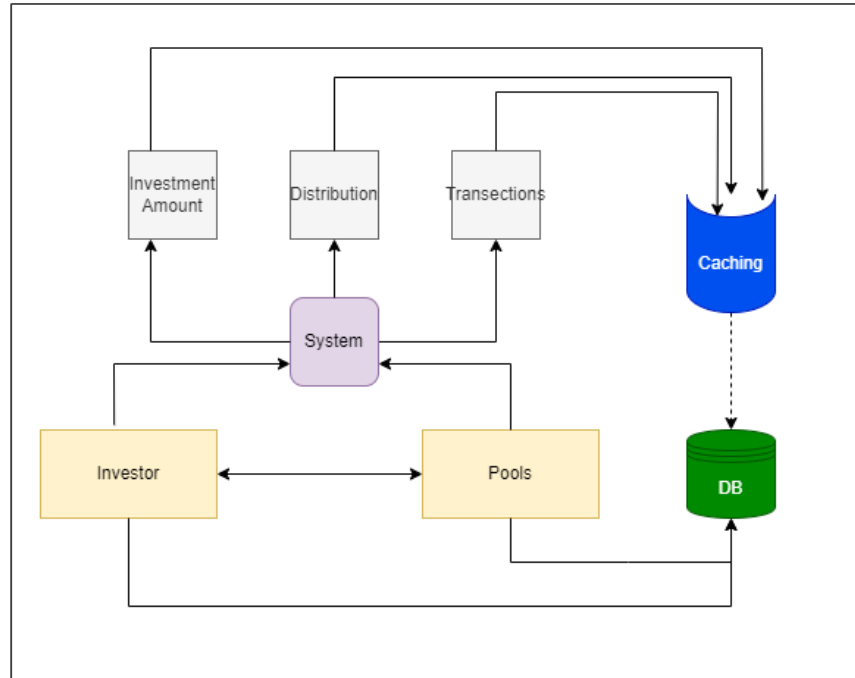 Investment
Amount
Distribution
Transections
Caching
System
Investor
Pools
DB